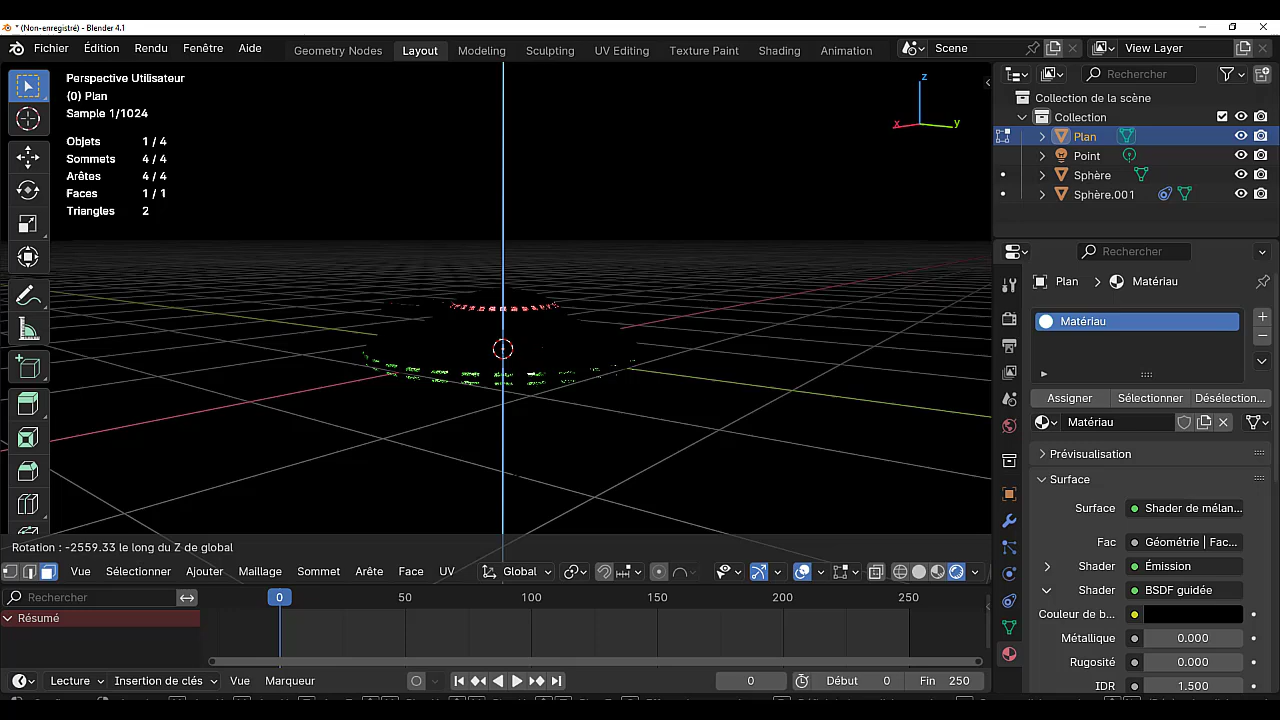 * (Non-enregistré) - Blender 4.1
Fichier Édition Rendu Fenêtre Aide
Geometry Nodes Layout Modeling Sculpting UV Editing Texture Paint Shading Animation
Scene
View Layer
Perspective Utilisateur
(0) Plan
Sample 1/1024
Objets 1 / 4
Sommets 4 / 4
Arêtes 4 / 4
Faces 1 / 1
Triangles 2
z
x
y
Rechercher
Collection de la scène
Collection
Plan
Point
Sphère
Sphère.001
Rechercher
Plan > Matériau
Matériau
Assigner Sélectionner Désélection...
Matériau
Prévisualisation
Surface
Surface Shader de mélan...
Fac Géométrie | Fac...
Shader Émission
Shader BSDF guidée
Couleur de b...
Métallique 0.000
Rugosité 0.000
IDR 1.500
Rotation : -2559.33 le long du Z de global
Vue Sélectionner Ajouter Maillage Sommet Arête Face UV Global
Rechercher
0 50 100 150 200 250
Résumé
Lecture Insertion de clés Vue Marqueur
0
Début 0
Fin 250